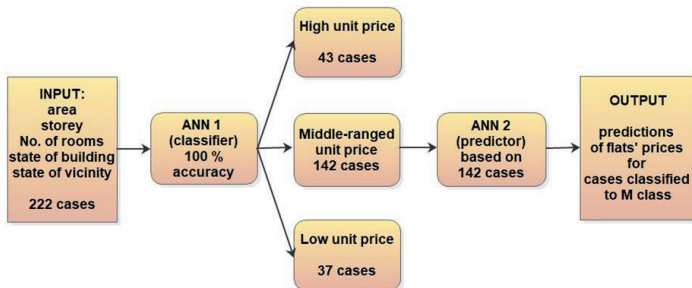 INPUT:
area
storey
No. of rooms
state of building
state of vicinity
222 cases
ANN 1
(classifier)
100 %
accuracy
High unit price
43 cases
Middle-ranged
unit price
142 cases
Low unit price
37 cases
ANN 2
(predictor)
based on
142 cases
OUTPUT
predictions
of flats' prices
for
cases classified
to M class